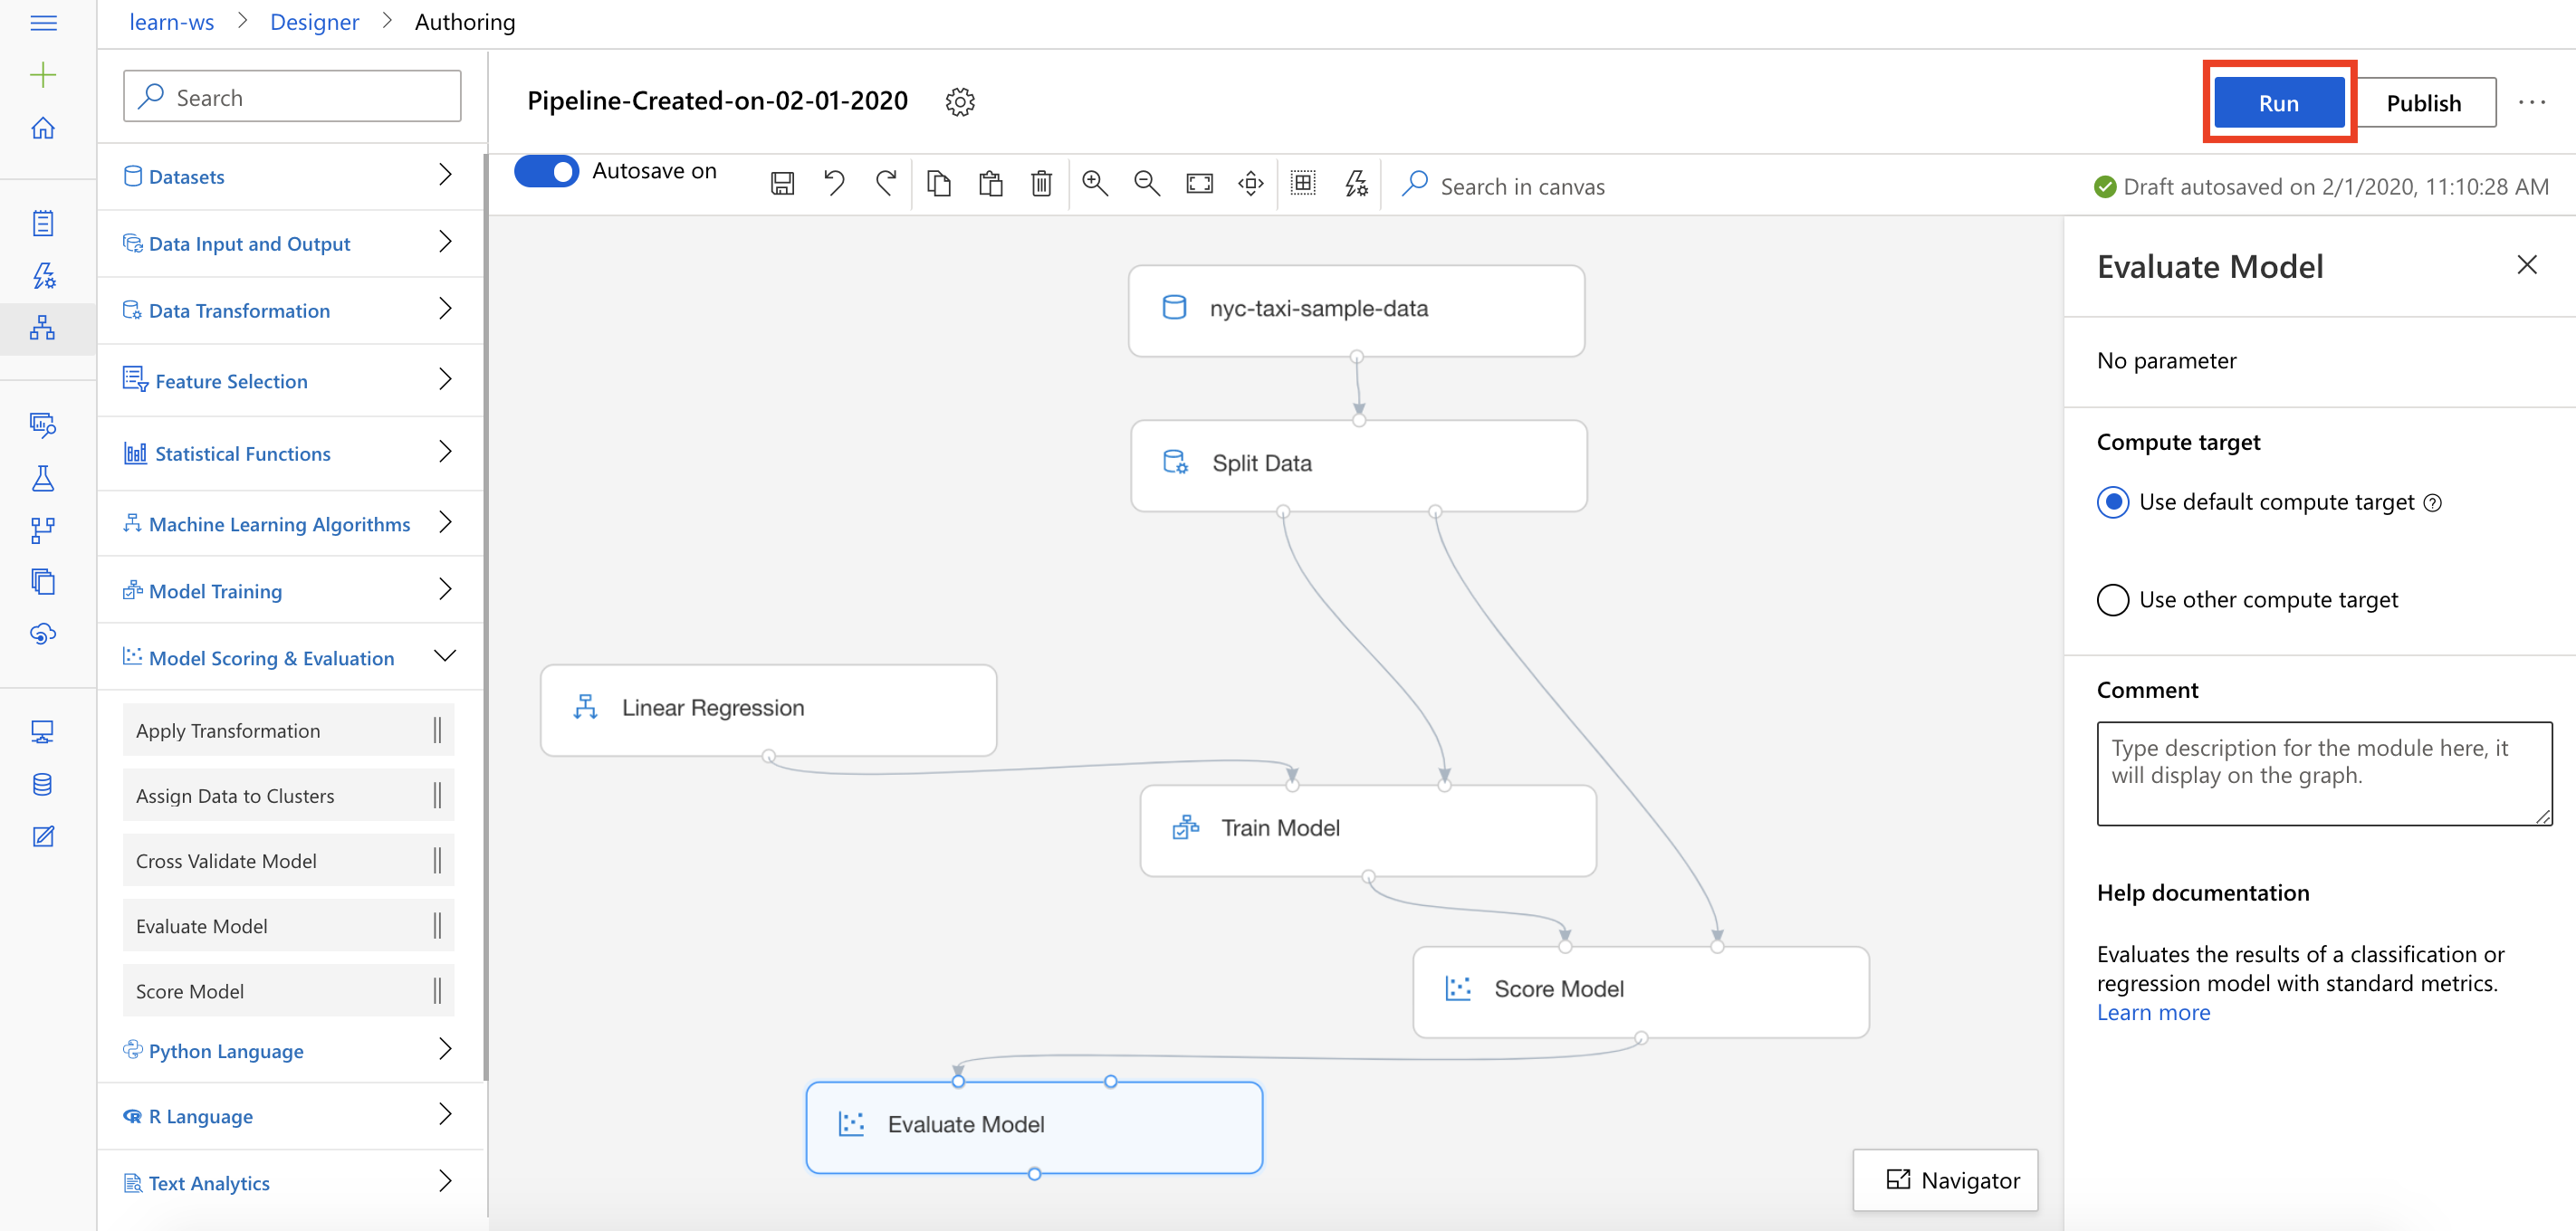 learn-ws > Designer > Authoring
Search
Datasets
Data Input and Output
Data Transformation
Feature Selection
Statistical Functions
Machine Learning Algorithms
Model Training
Model Scoring & Evaluation
Apply Transformation
Assign Data to Clusters
Cross Validate Model
Evaluate Model
Score Model
Python Language
R Language
Text Analytics
Pipeline-Created-on-02-01-2020
Run
Publish
Autosave on
Search in canvas
Draft autosaved on 2/1/2020, 11:10:28 AM
nyc-taxi-sample-data
Split Data
Linear Regression
Train Model
Score Model
Evaluate Model
Navigator
Evaluate Model
No parameter
Compute target
Use default compute target
Use other compute target
Comment
Type description for the module here, it
will display on the graph.
Help documentation
Evaluates the results of a classification or
regression model with standard metrics.
Learn more